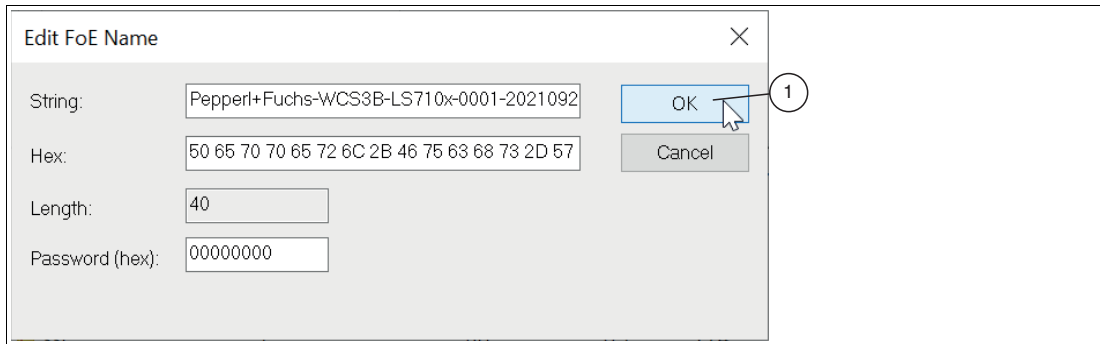 Edit FoE Name
String: Pepperl+Fuchs-WCS3B-LS710x-0001-2021092 OK 1
Hex: 50 65 70 70 65 72 6C 2B 46 75 63 68 73 2D 57 Cancel
Length: 40
Password (hex): 00000000